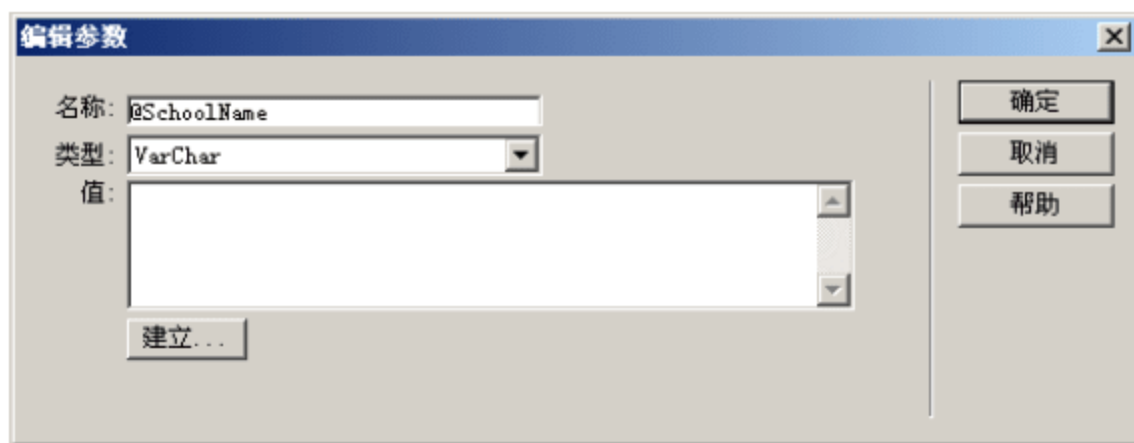 编辑参数
名称: @SchoolName
确定
类型: VarChar
取消
值:
帮助
建立...